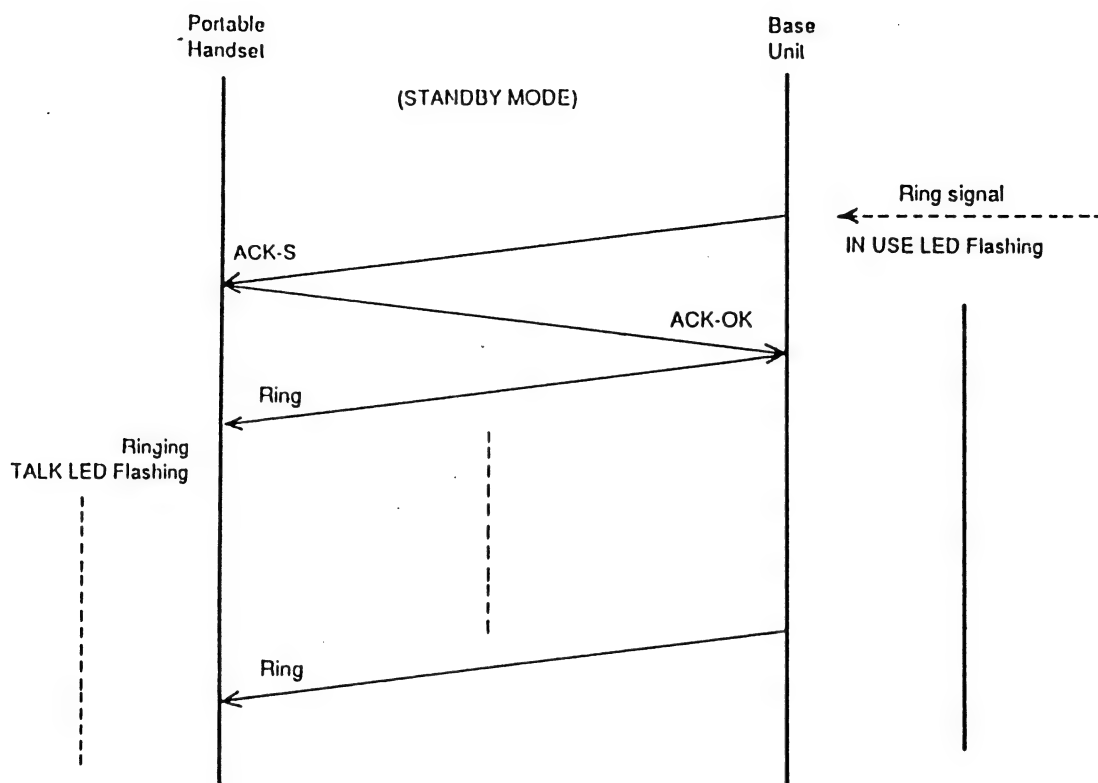 Portable
Handset
Base
Unit
(STANDBY MODE)
Ring signal
IN USE LED Flashing
ACK-S
ACK-OK
Ring
Ringing
TALK LED Flashing
Ring